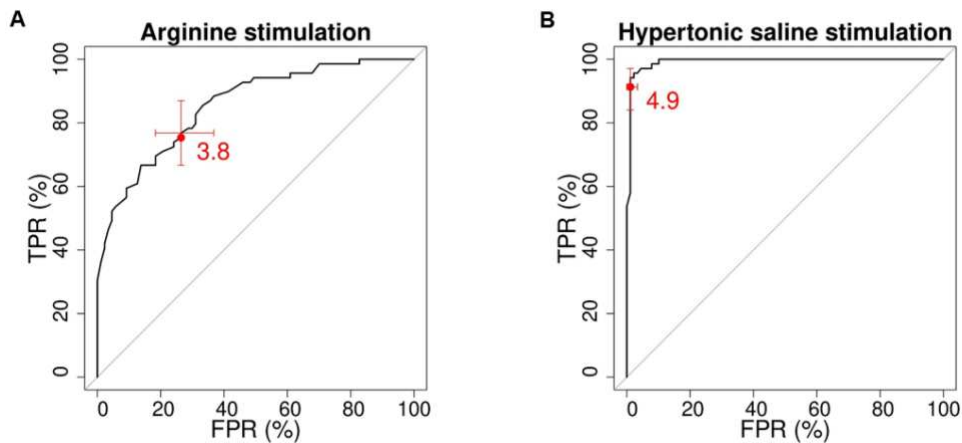 A
Arginine stimulation
TPR (%)
100
80
60
40
20
0
3.8
0 20 40 60 80 100
FPR (%)
B
Hypertonic saline stimulation
TPR (%)
100
80
60
40
20
0
4.9
0 20 40 60 80 100
FPR (%)